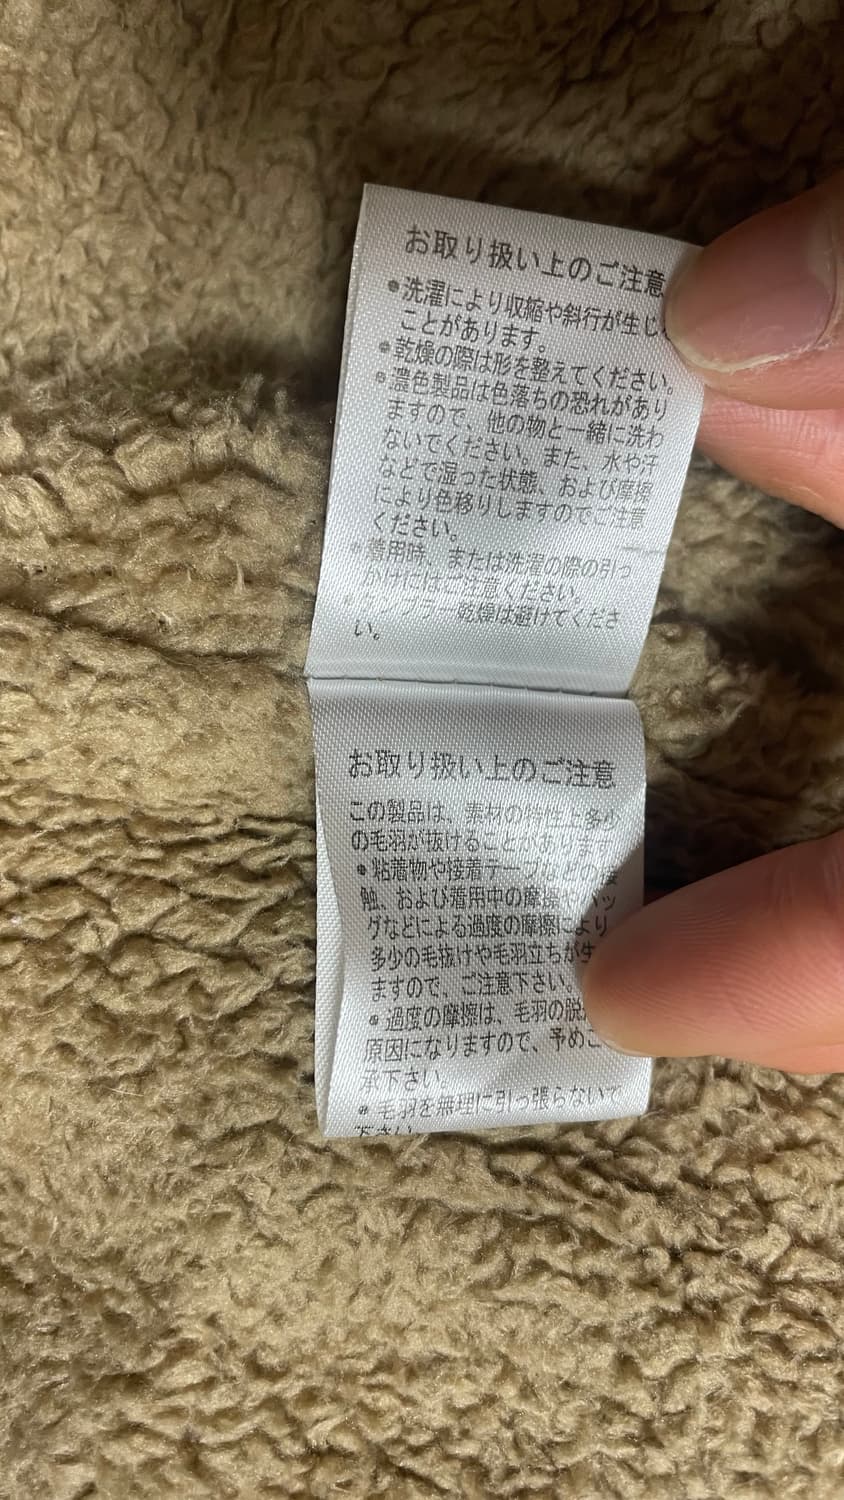 お取り扱い上のご注意
●洗濯により収縮や斜行が生じ
ことがあります。
●乾燥の際は形を整えてください。
●濃色製品は色落ちの恐れがあり
ますので、他の物と一緒に洗わ
ないでください。また、水や汗
などで湿った状態、および摩擦
により色移りしますのでご注意
ください。
●着用時、または洗濯の際の引っ
かけにはご注意ください。
●タンブラー乾燥は避けてくださ
い。
お取り扱い上のご注意
この製品は、素材の特性上多少
の毛羽が抜けることがあります
●粘着物や接着テープなどの接
触、および着用中の摩擦やバッ
グなどによる過度の摩擦により
多少の毛抜けや毛羽立ちが生
ますので、ご注意下さい。
●過度の摩擦は、毛羽の脱
原因になりますので、予めご
承下さい。
●毛羽を無理に引っ張らないで
下さい